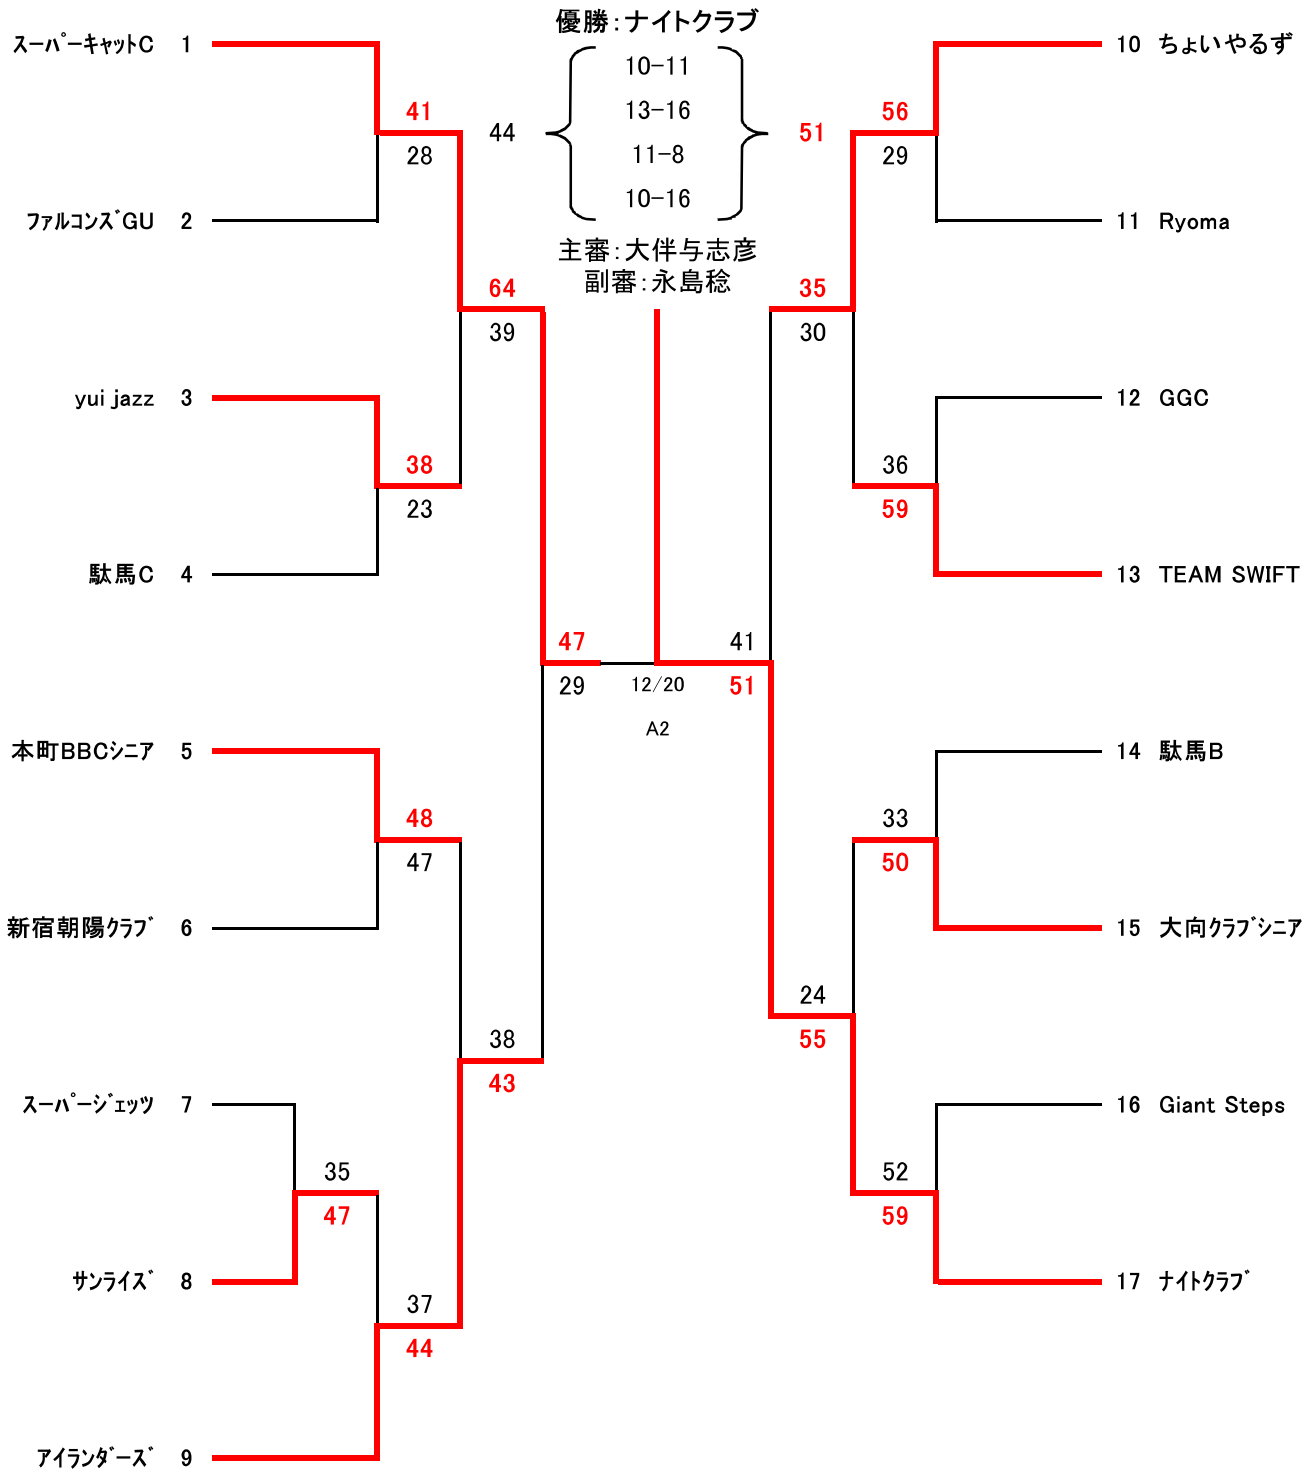 優勝：ナイトクラブ
スーパーキャットC 1
10 ちょいやるず
10-11
41
44
13-16
51
56
28
11-8
29
10-16
ファルコンズGU 2
11 Ryoma
主審：大伴与志彦
副審：永島稔
64
35
39
30
yui jazz 3
12 GGC
38
36
23
59
駄馬C 4
13 TEAM SWIFT
47
41
29
12/20
51
A2
本町BBCシニア 5
14 駄馬B
48
33
47
50
新宿朝陽クラブ 6
15 大向クラブシニア
24
38
55
43
スーパージェッツ 7
16 Giant Steps
35
52
47
59
サンライズ 8
17 ナイトクラブ
37
44
アイランダーズ 9